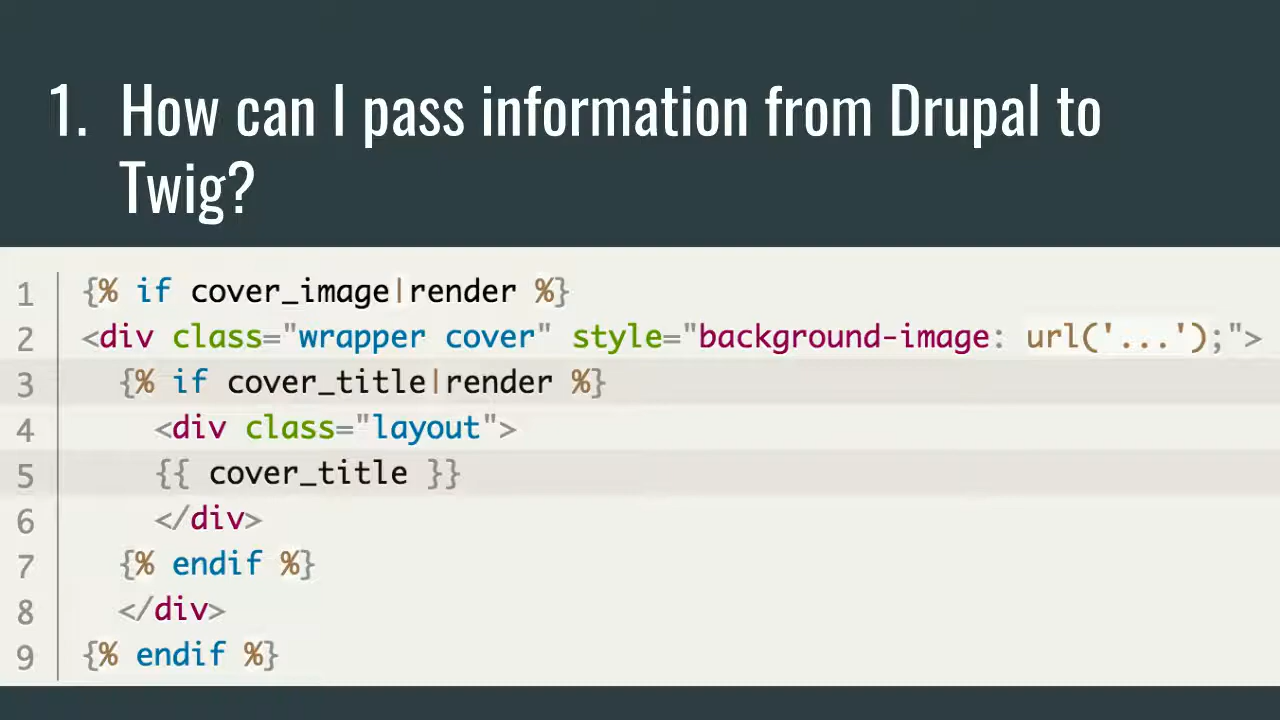 1. How can I pass information from Drupal to
Twig?
1 {% if cover_image|render %}
2 <div class="wrapper cover" style="background-image: url('...');">
3 {% if cover_title|render %}
4 <div class="layout">
5 {{ cover_title }}
6 </div>
7 {% endif %}
8 </div>
9 {% endif %}